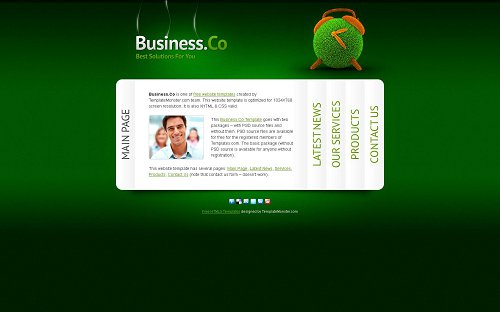 Business.Co
Best Solutions For You
MAIN PAGE
Business.Co is one of free website templates created by
TemplateMonster.com team. This website template is optimized for 1024X768
screen resolution. It is also XHTML & CSS valid.
This Business.Co Template goes with two
packages – with PSD source files and
without them. PSD source files are available
for free for the registered members of
Templates.com. The basic package (without
PSD source) is available for anyone without
registration).
This website template has several pages: Main Page, Latest News, Services,
Products, Contact Us (note that contact us form – doesn't work).
LATEST NEWS
OUR SERVICES
PRODUCTS
CONTACT US
Templates designed by TemplateMonster.com